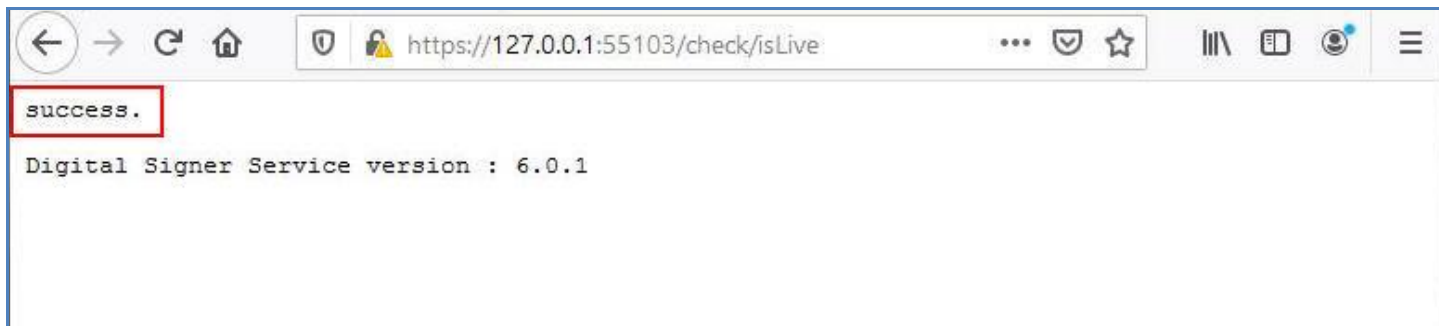 https://127.0.0.1:55103/check/isLive
success.
Digital Signer Service version : 6.0.1